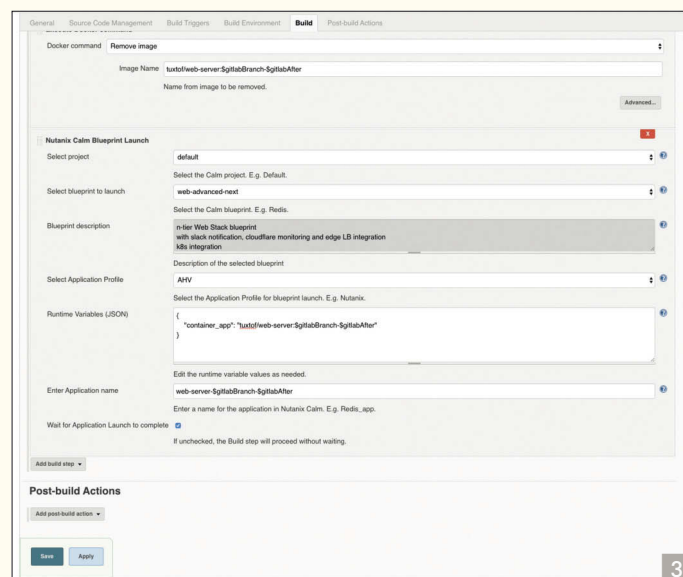 General Source Code Management Build Triggers Build Environment Build Post-build Actions
Docker command Remove image
Image Name tuxtof/web-server:$gitlabBranch-$gitlabAfter
Name from image to be removed.
Advanced...
Nutanix Calm Blueprint Launch X
Select project default
Select the Calm project. E.g. Default.
Select blueprint to launch web-advanced-next
Select the Calm blueprint. E.g. Redis.
Blueprint description n-tier Web Stack blueprint
with slack notification, cloudflare monitoring and edge LB integration
k8s integration
Description of the selected blueprint
Select Application Profile AHV
Select the Application Profile for blueprint launch. E.g. Nutanix.
Runtime Variables (JSON) {
"container_app": "tuxtof/web-server:$gitlabBranch-$gitlabAfter"
}
Edit the runtime variable values as needed.
Enter Application name web-server-$gitlabBranch-$gitlabAfter
Enter a name for the application in Nutanix Calm. E.g. Redis_app.
Wait for Application Launch to complete
If unchecked, the Build step will proceed without waiting.
Add build step
Post-build Actions
Add post-build action
Save Apply
3